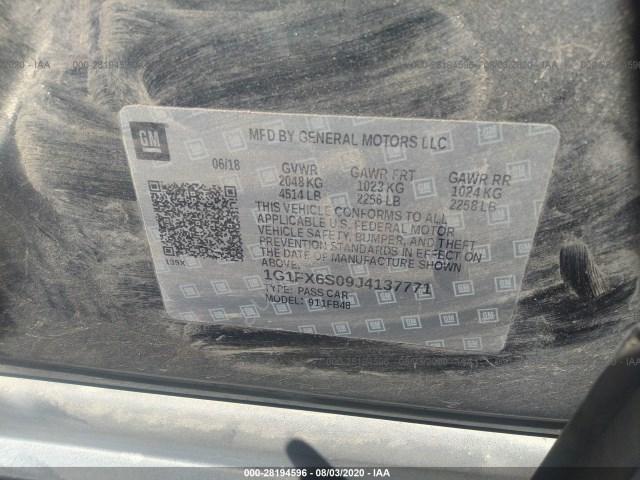 GM
MFD BY GENERAL MOTORS LLC
06/18 GVWR GAWR FRT GAWR RR
2048 KG 1023 KG 1024 KG
4514 LB 2256 LB 2258 LB
THIS VEHICLE CONFORMS TO ALL
APPLICABLE U.S. FEDERAL MOTOR
VEHICLE SAFETY, BUMPER, AND THEFT
PREVENTION STANDARDS IN EFFECT ON
THE DATE OF MANUFACTURE SHOWN
ABOVE.
139X
1G1FX6S09J4137771
TYPE: PASS CAR
MODEL: 911FB48
000-28194596 - 08/03/2020 - IAA